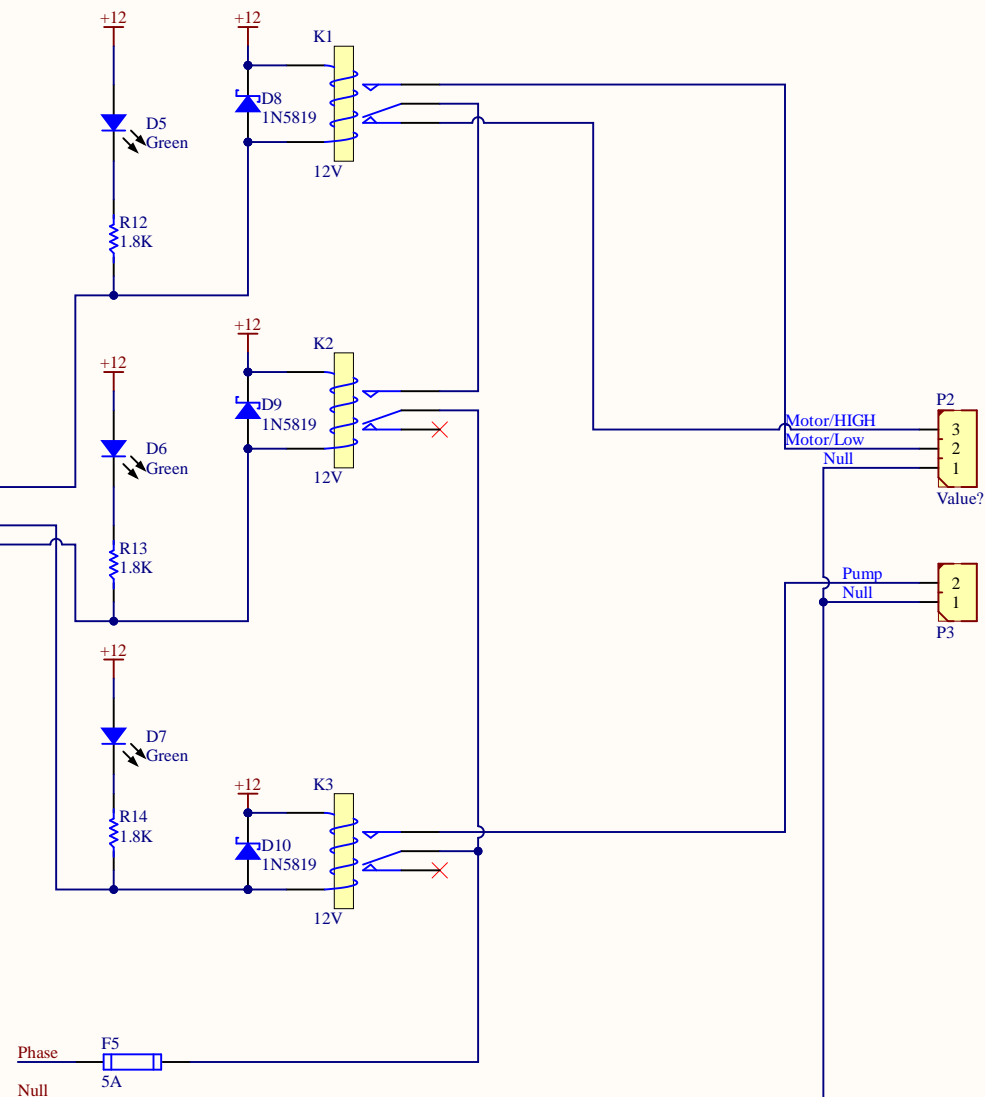 +12
+12
K1
D8
1N5819
D5
Green
12V
R12
1.8K
+12
K2
+12
D9
1N5819
P2
Motor/HIGH
3
Motor/Low
2
Null
1
D6
Green
12V
Value?
R13
1.8K
Pump
2
Null
1
P3
+12
D7
Green
+12
K3
R14
1.8K
D10
1N5819
12V
F5
Phase
5A
Null